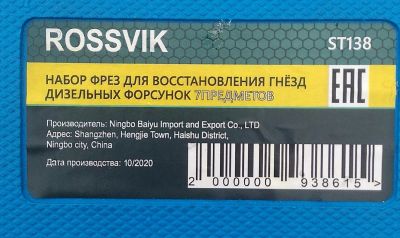 ROSSVIK ST138
НАБОР ФРЕЗ ДЛЯ ВОССТАНОВЛЕНИЯ ГНЁЗД
ДИЗЕЛЬНЫХ ФОРСУНОК 7ПРЕДМЕТОВ
EAC
Производитель: Ningbo Baiyu Import and Export Co., LTD
Адрес: Shangzhen, Hengjie Town, Haishu District,
Ningbo city, China
Дата производства: 10/2020
2 000000 938615 >